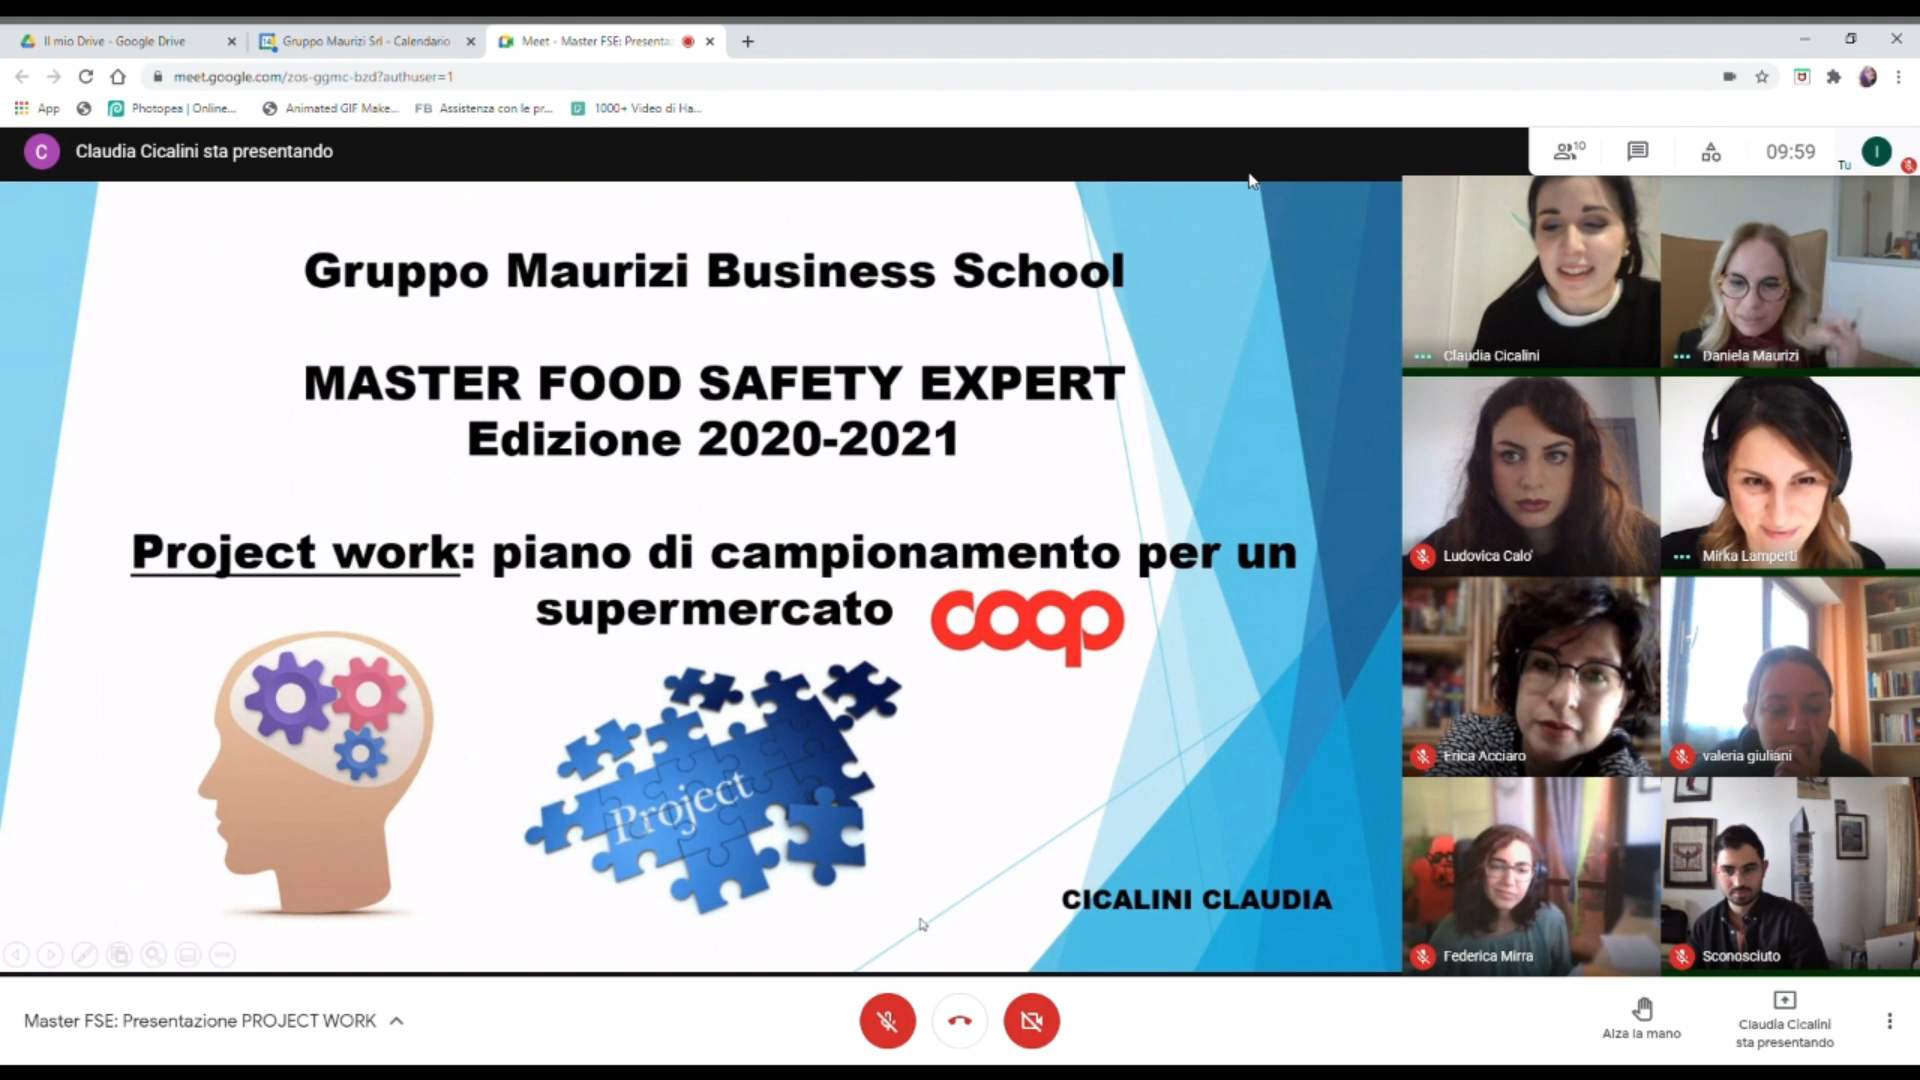 Il mio Drive - Google Drive
Gruppo Maurizi Srl - Calendario
Meet - Master FSE: Presenta
meet.google.com/zos-ggmc-bzd?authuser=1
App
Photopea | Online...
Animated GIF Make...
FB Assistenza con le pr...
1000+ Video di Ha...
C
Claudia Cicalini sta presentando
10
09:59
Tu
I
Gruppo Maurizi Business School
MASTER FOOD SAFETY EXPERT
Edizione 2020-2021
Project work: piano di campionamento per un
supermercato coop
Project
CICALINI CLAUDIA
Claudia Cicalini
Daniela Maurizi
Ludovica Calo'
Mirka Lamperti
Erica Acciaro
valeria giuliani
Federica Mirra
Sconosciuto
Master FSE: Presentazione PROJECT WORK
Alza la mano
Claudia Cicalini
sta presentando